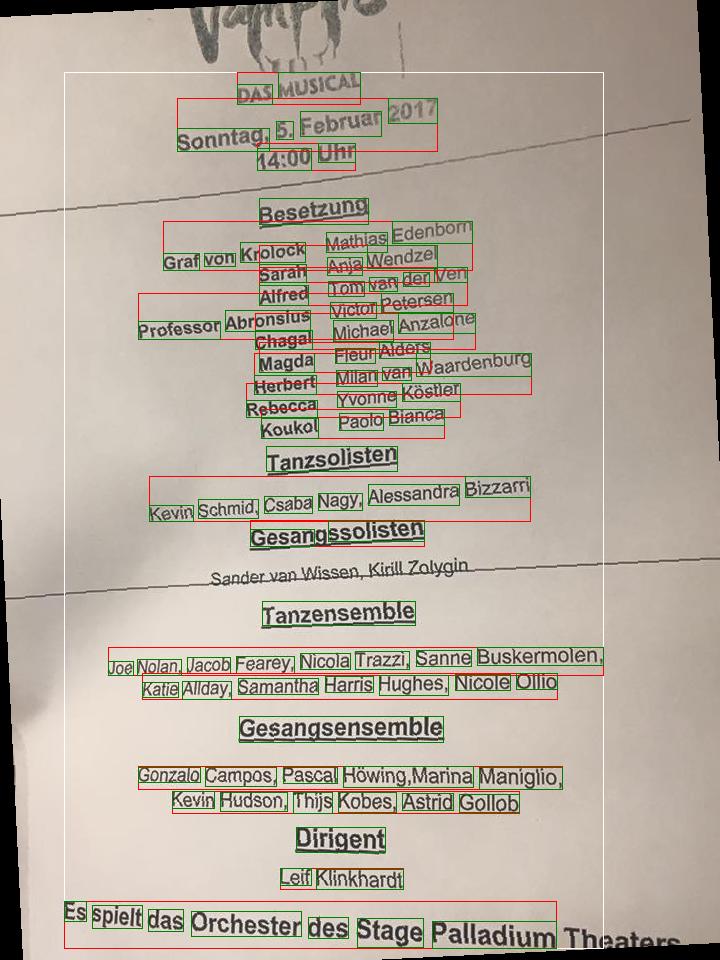 Vampire
DAS MUSICAL
Sonntag, 5. Februar 2017
14:00 Uhr
Besetzung
Graf von Krolock Mathias Edenborn
Sarah Anja Wendzel
Alfred Tom van der Ven
Professor Abronsius Victor Petersen
Chagal Michael Anzalone
Magda Fleur Alders
Herbert Milan van Waardenburg
Rebecca Yvonne Köstler
Koukol Paolo Bianca
Tanzsolisten
Kevin Schmid, Csaba Nagy, Alessandra Bizzarri
Gesangssolisten
Sander van Wissen, Kirill Zolygin
Tanzensemble
Joe Nolan, Jacob Fearey, Nicola Trazzi, Sanne Buskermolen,
Katie Allday, Samantha Harris Hughes, Nicole Ollio
Gesangsensemble
Gonzalo Campos, Pascal Höwing,Marina Maniglio,
Kevin Hudson, Thijs Kobes, Astrid Gollob
Dirigent
Leif Klinkhardt
Es spielt das Orchester des Stage Palladium Theaters